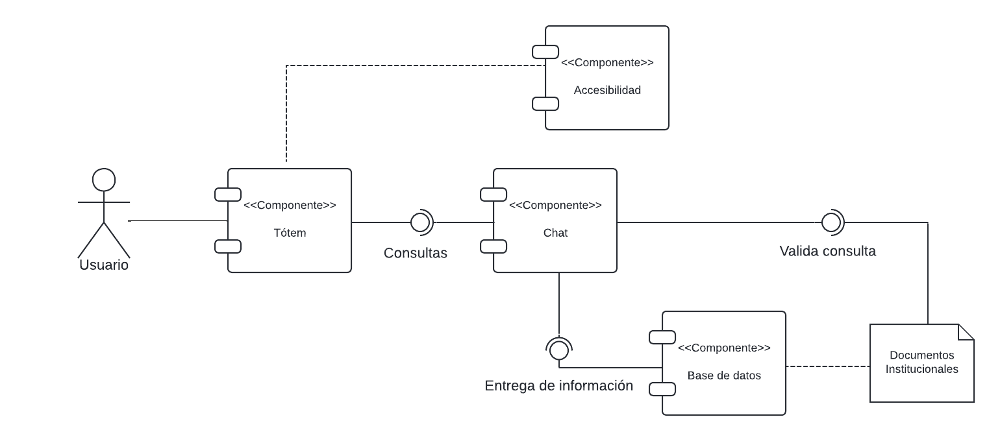 <<Componente>>
Accesibilidad
<<Componente>>
Tótem
<<Componente>>
Chat
Usuario
Consultas
Valida consulta
<<Componente>>
Base de datos
Documentos
Institucionales
Entrega de información